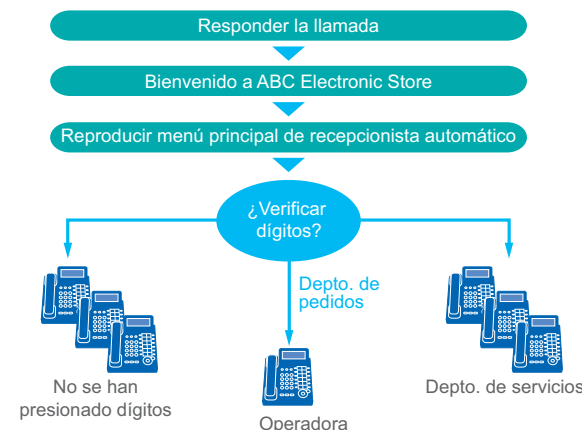 Responder la llamada
Bienvenido a ABC Electronic Store
Reproducir menú principal de recepcionista automático
¿Verificar
dígitos?
Depto. de
pedidos
No se han
presionado dígitos
Operadora
Depto. de servicios